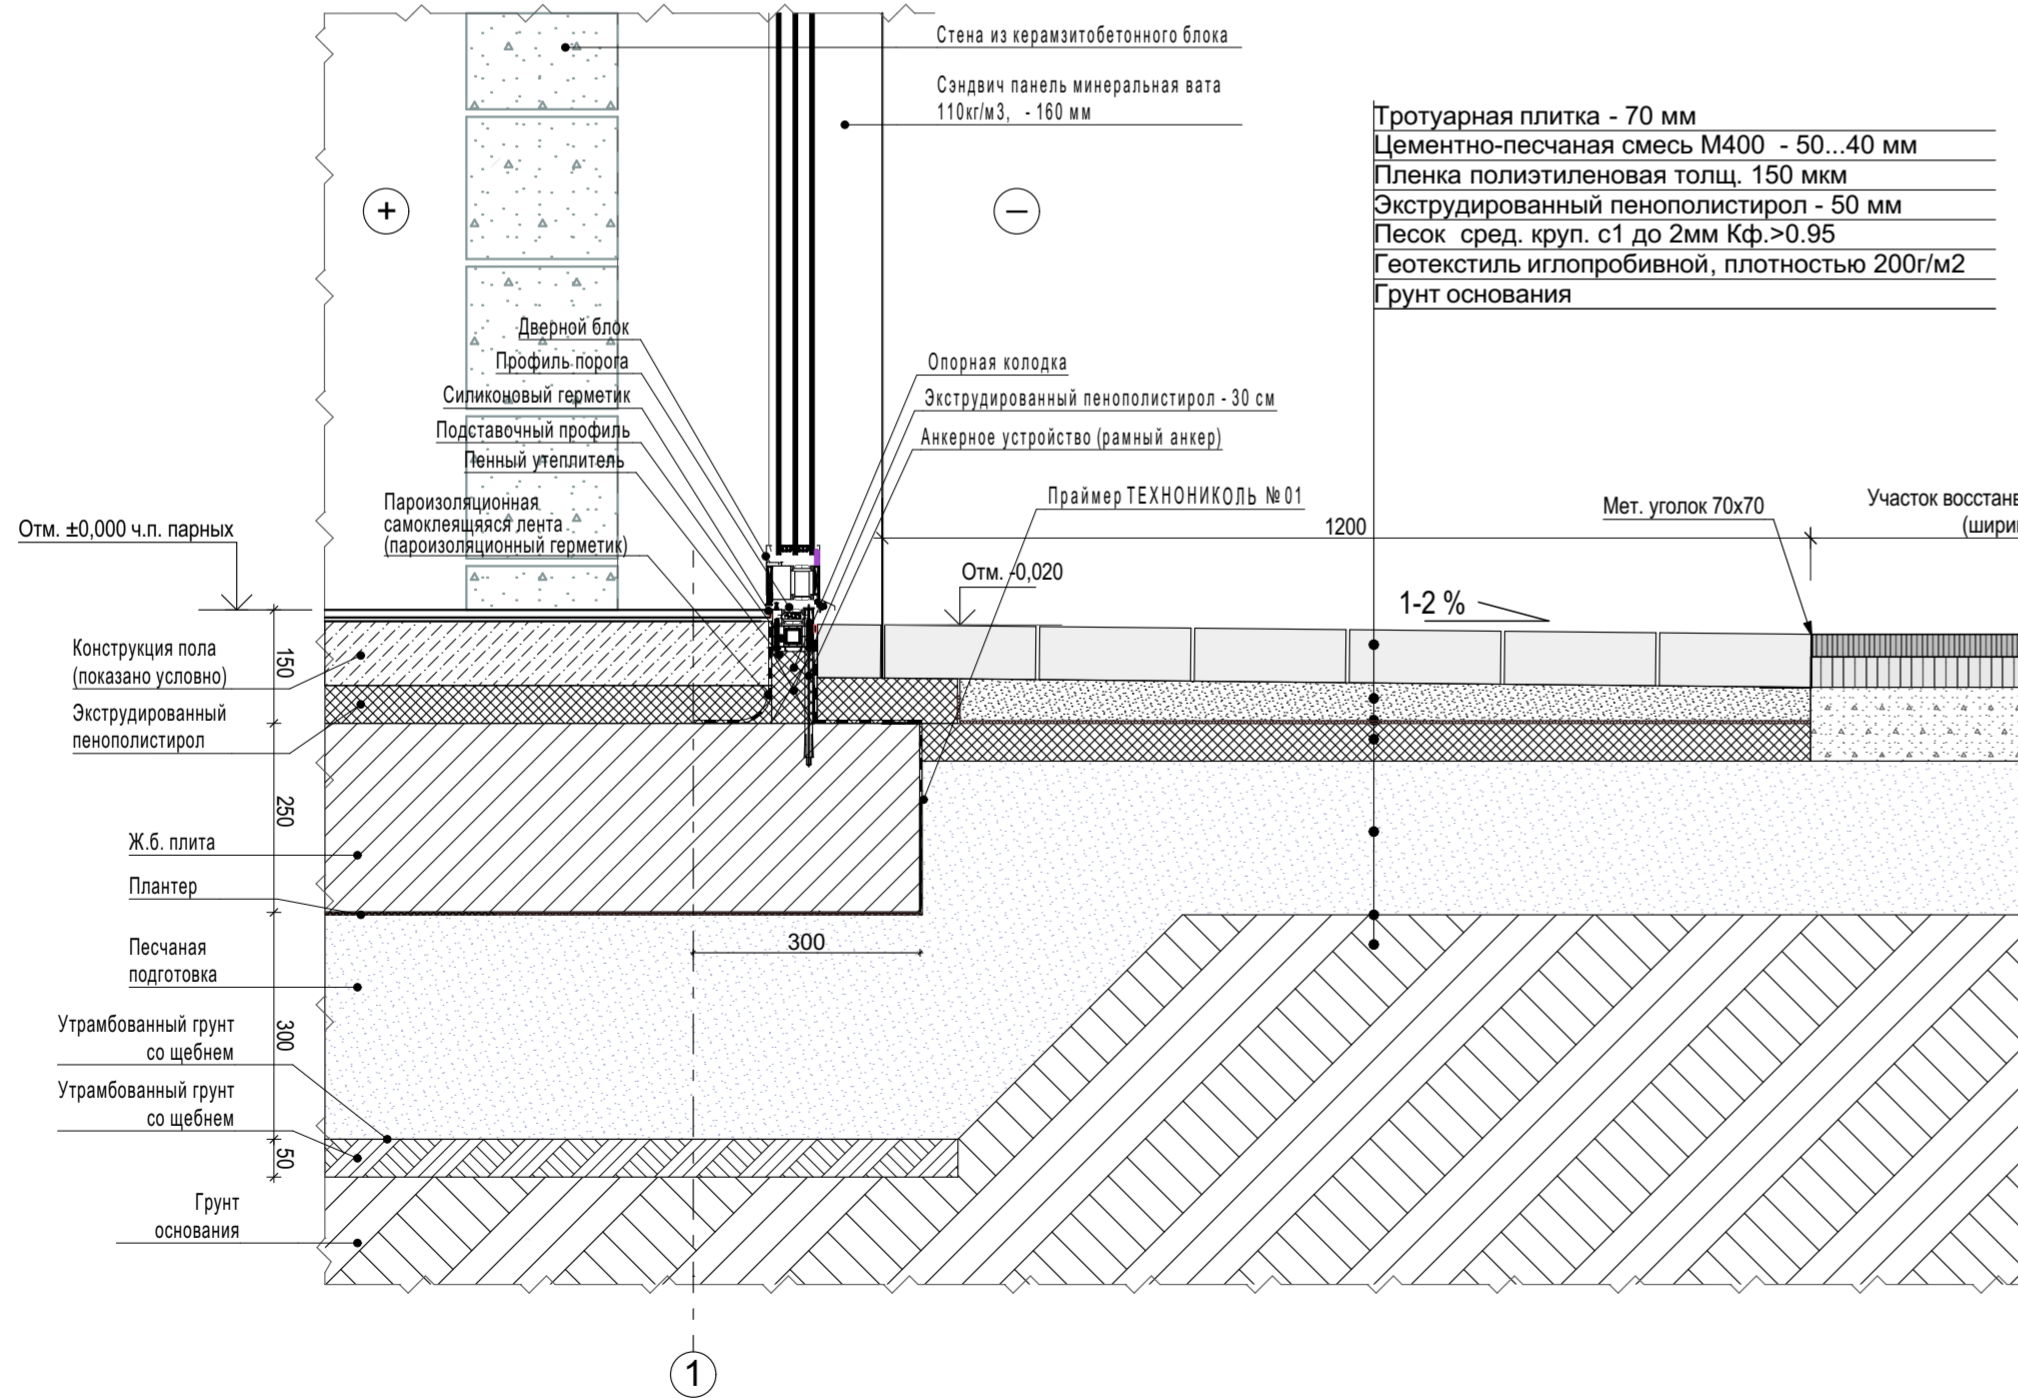 Стена из керамзитобетонного блока
Сэндвич панель минеральная вата
110кг/м3, - 160 мм
Тротуарная плитка - 70 мм
Цементно-песчаная смесь М400 - 50...40 мм
Пленка полиэтиленовая толщ. 150 мкм
Экструдированный пенополистирол - 50 мм
Песок сред. круп. с1 до 2мм Кф.>0.95
Геотекстиль иглопробивной, плотностью 200г/м2
Грунт основания
+
−
Дверной блок
Профиль порога
Силиконовый герметик
Подставочный профиль
Пенный утеплитель
Пароизоляционная
самоклеящяяся лента
(пароизоляционный герметик)
Опорная колодка
Экструдированный пенополистирол - 30 см
Анкерное устройство (рамный анкер)
Праймер ТЕХНОНИКОЛЬ №01
Мет. уголок 70х70
Участок восстанв
(шири
1200
Отм. ±0,000 ч.п. парных
Отм. -0,020
1-2 %
Конструкция пола
(показано условно)
Экструдированный
пенополистирол
150
250
Ж.б. плита
Плантер
Песчаная
подготовка
300
300
Утрамбованный грунт
со щебнем
Утрамбованный грунт
со щебнем
50
Грунт
основания
1